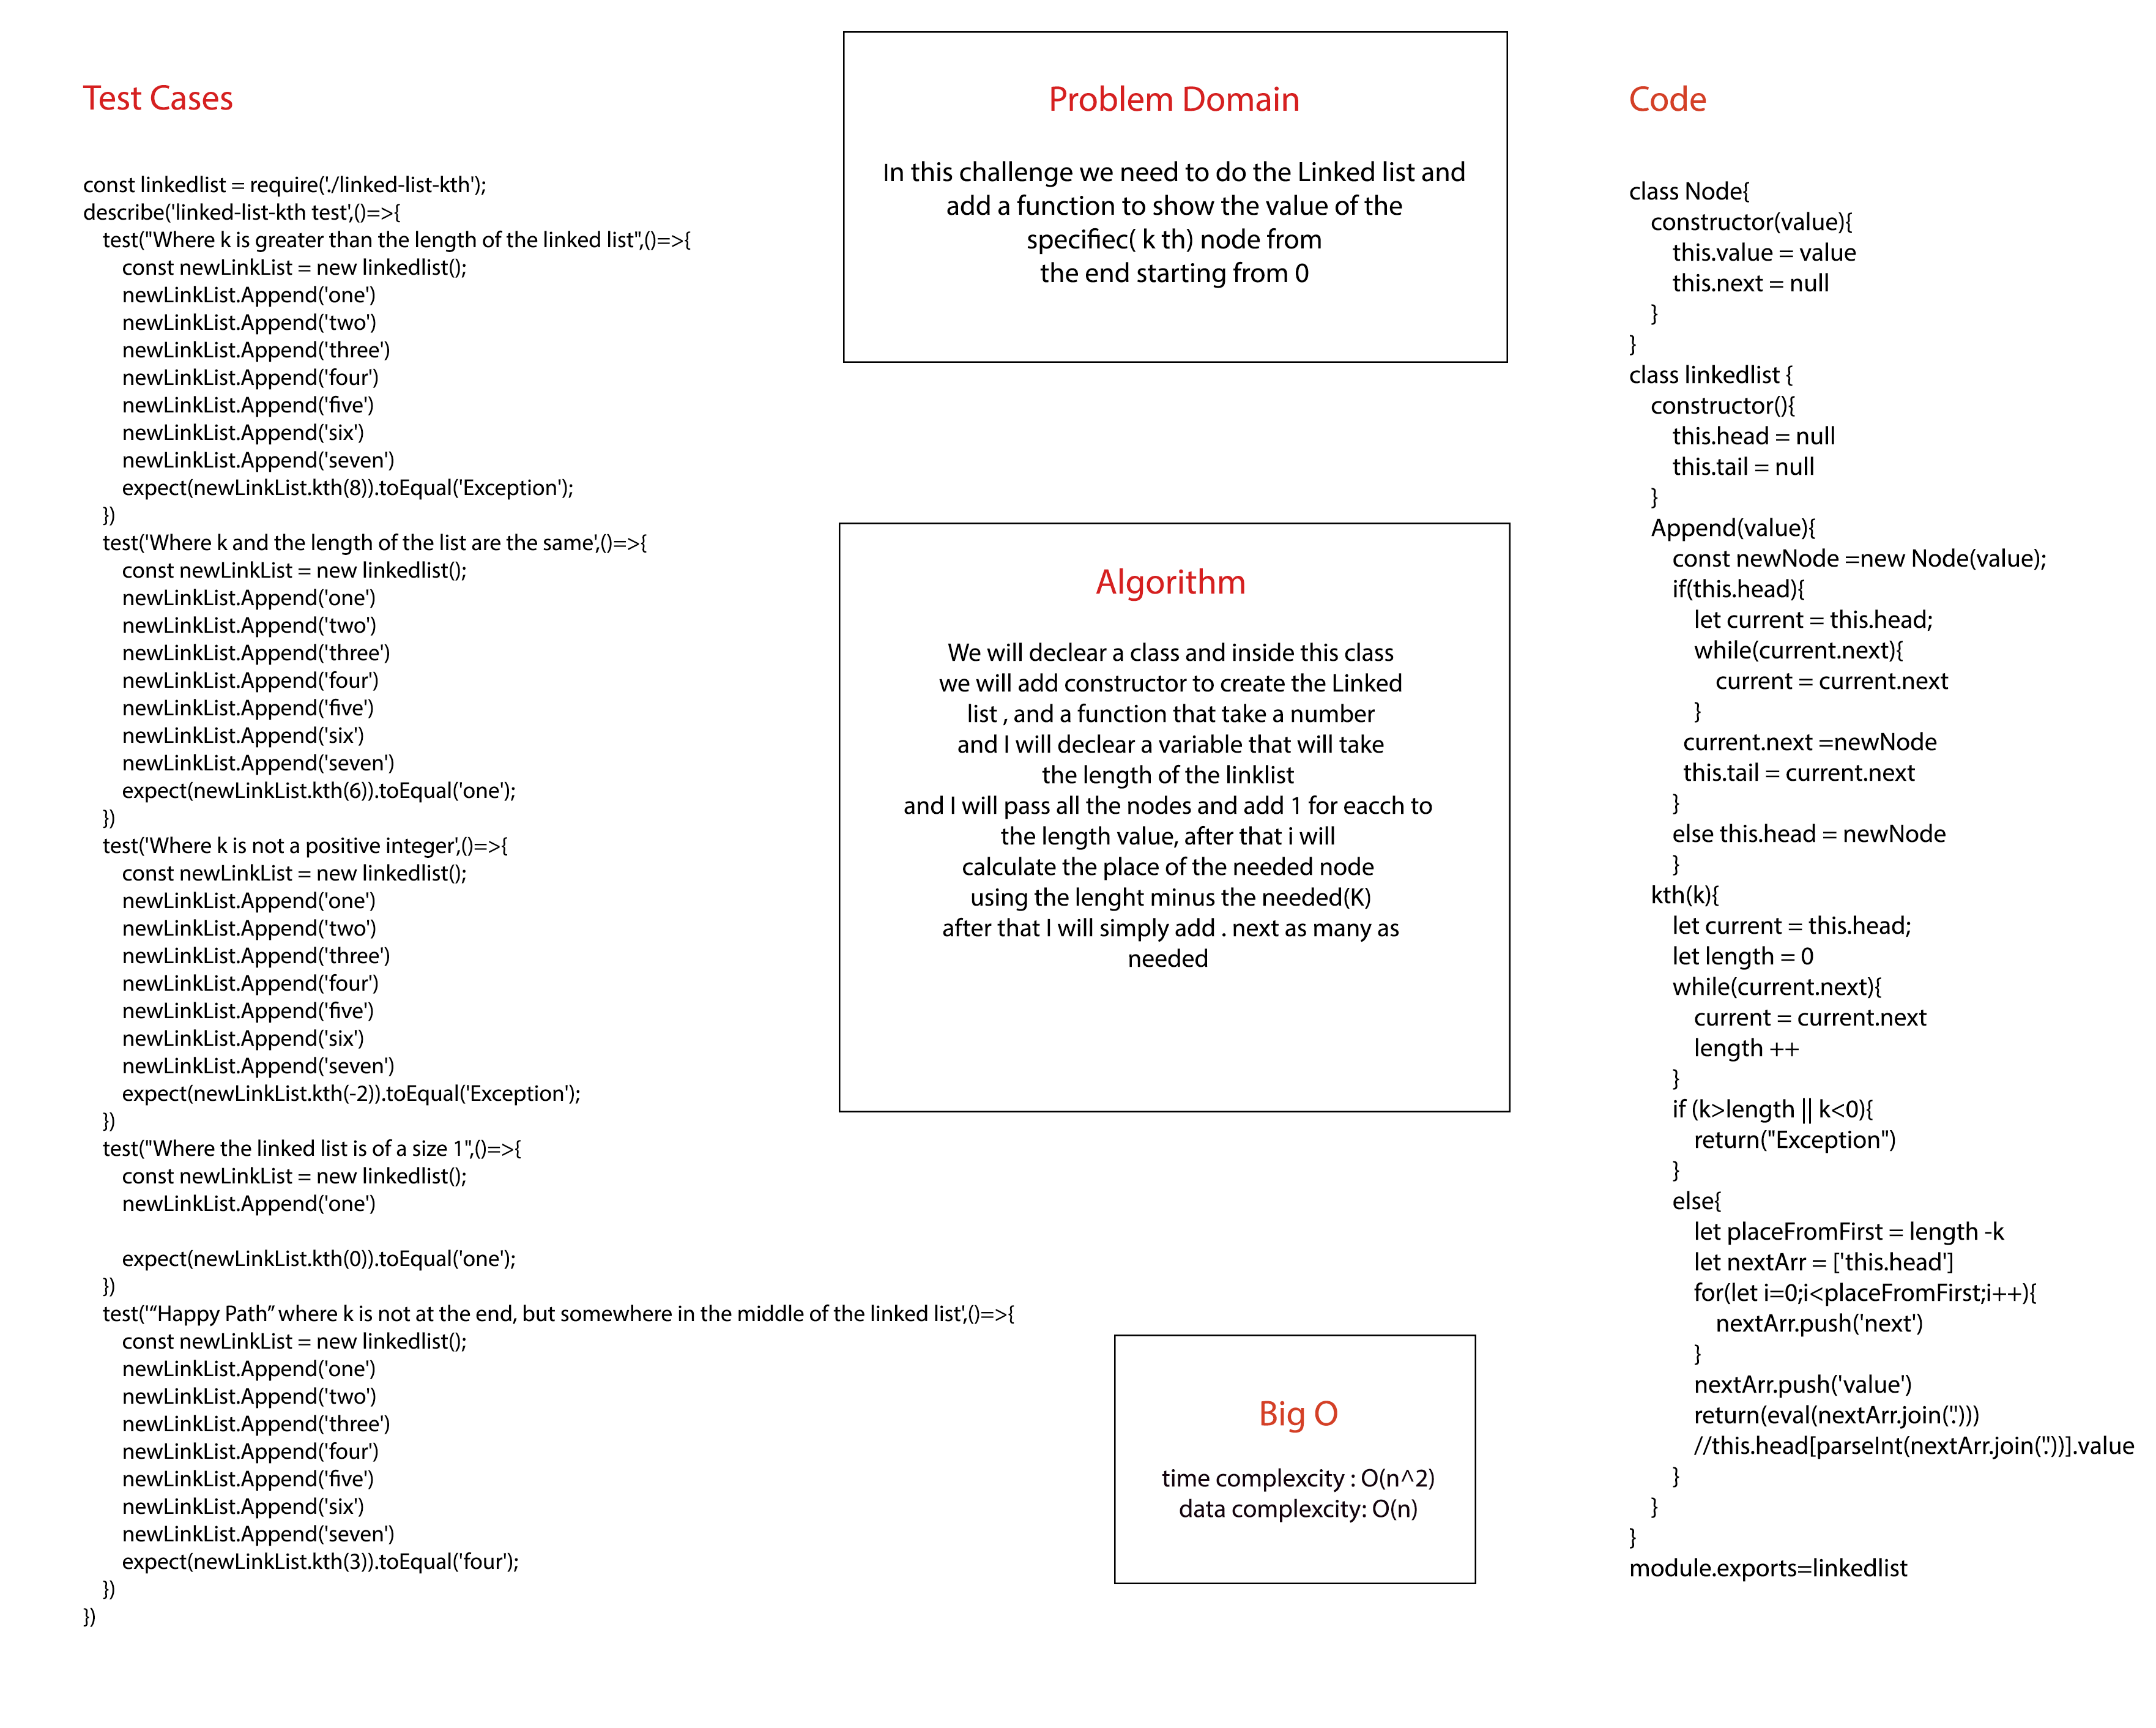 Test Cases
const linkedlist = require('./linked-list-kth');
describe('linked-list-kth test',()=>{
test("Where k is greater than the length of the linked list",()=>{
const newLinkList = new linkedlist();
newLinkList.Append('one')
newLinkList.Append('two')
newLinkList.Append('three')
newLinkList.Append('four')
newLinkList.Append('five')
newLinkList.Append('six')
newLinkList.Append('seven')
expect(newLinkList.kth(8)).toEqual('Exception');
})
test('Where k and the length of the list are the same',()=>{
const newLinkList = new linkedlist();
newLinkList.Append('one')
newLinkList.Append('two')
newLinkList.Append('three')
newLinkList.Append('four')
newLinkList.Append('five')
newLinkList.Append('six')
newLinkList.Append('seven')
expect(newLinkList.kth(6)).toEqual('one');
})
test('Where k is not a positive integer',()=>{
const newLinkList = new linkedlist();
newLinkList.Append('one')
newLinkList.Append('two')
newLinkList.Append('three')
newLinkList.Append('four')
newLinkList.Append('five')
newLinkList.Append('six')
newLinkList.Append('seven')
expect(newLinkList.kth(-2)).toEqual('Exception');
})
test("Where the linked list is of a size 1",()=>{
const newLinkList = new linkedlist();
newLinkList.Append('one')
expect(newLinkList.kth(0)).toEqual('one');
})
test('“Happy Path” where k is not at the end, but somewhere in the middle of the linked list',()=>{
const newLinkList = new linkedlist();
newLinkList.Append('one')
newLinkList.Append('two')
newLinkList.Append('three')
newLinkList.Append('four')
newLinkList.Append('five')
newLinkList.Append('six')
newLinkList.Append('seven')
expect(newLinkList.kth(3)).toEqual('four');
})
})
Problem Domain
In this challenge we need to do the Linked list and
add a function to show the value of the
specifiec( k th) node from
the end starting from 0
Algorithm
We will declear a class and inside this class
we will add constructor to create the Linked
list , and a function that take a number
and I will declear a variable that will take
the length of the linklist
and I will pass all the nodes and add 1 for eacch to
the length value, after that i will
calculate the place of the needed node
using the lenght minus the needed(K)
after that I will simply add . next as many as
needed
Big O
time complexcity : O(n^2)
data complexcity: O(n)
Code
class Node{
constructor(value){
this.value = value
this.next = null
}
}
class linkedlist {
constructor(){
this.head = null
this.tail = null
}
Append(value){
const newNode =new Node(value);
if(this.head){
let current = this.head;
while(current.next){
current = current.next
}
current.next =newNode
this.tail = current.next
}
else this.head = newNode
}
kth(k){
let current = this.head;
let length = 0
while(current.next){
current = current.next
length ++
}
if (k>length || k<0){
return("Exception")
}
else{
let placeFromFirst = length -k
let nextArr = ['this.head']
for(let i=0;i<placeFromFirst;i++){
nextArr.push('next')
}
nextArr.push('value')
return(eval(nextArr.join('.')))
//this.head[parseInt(nextArr.join('.'))].value
}
}
}
module.exports=linkedlist